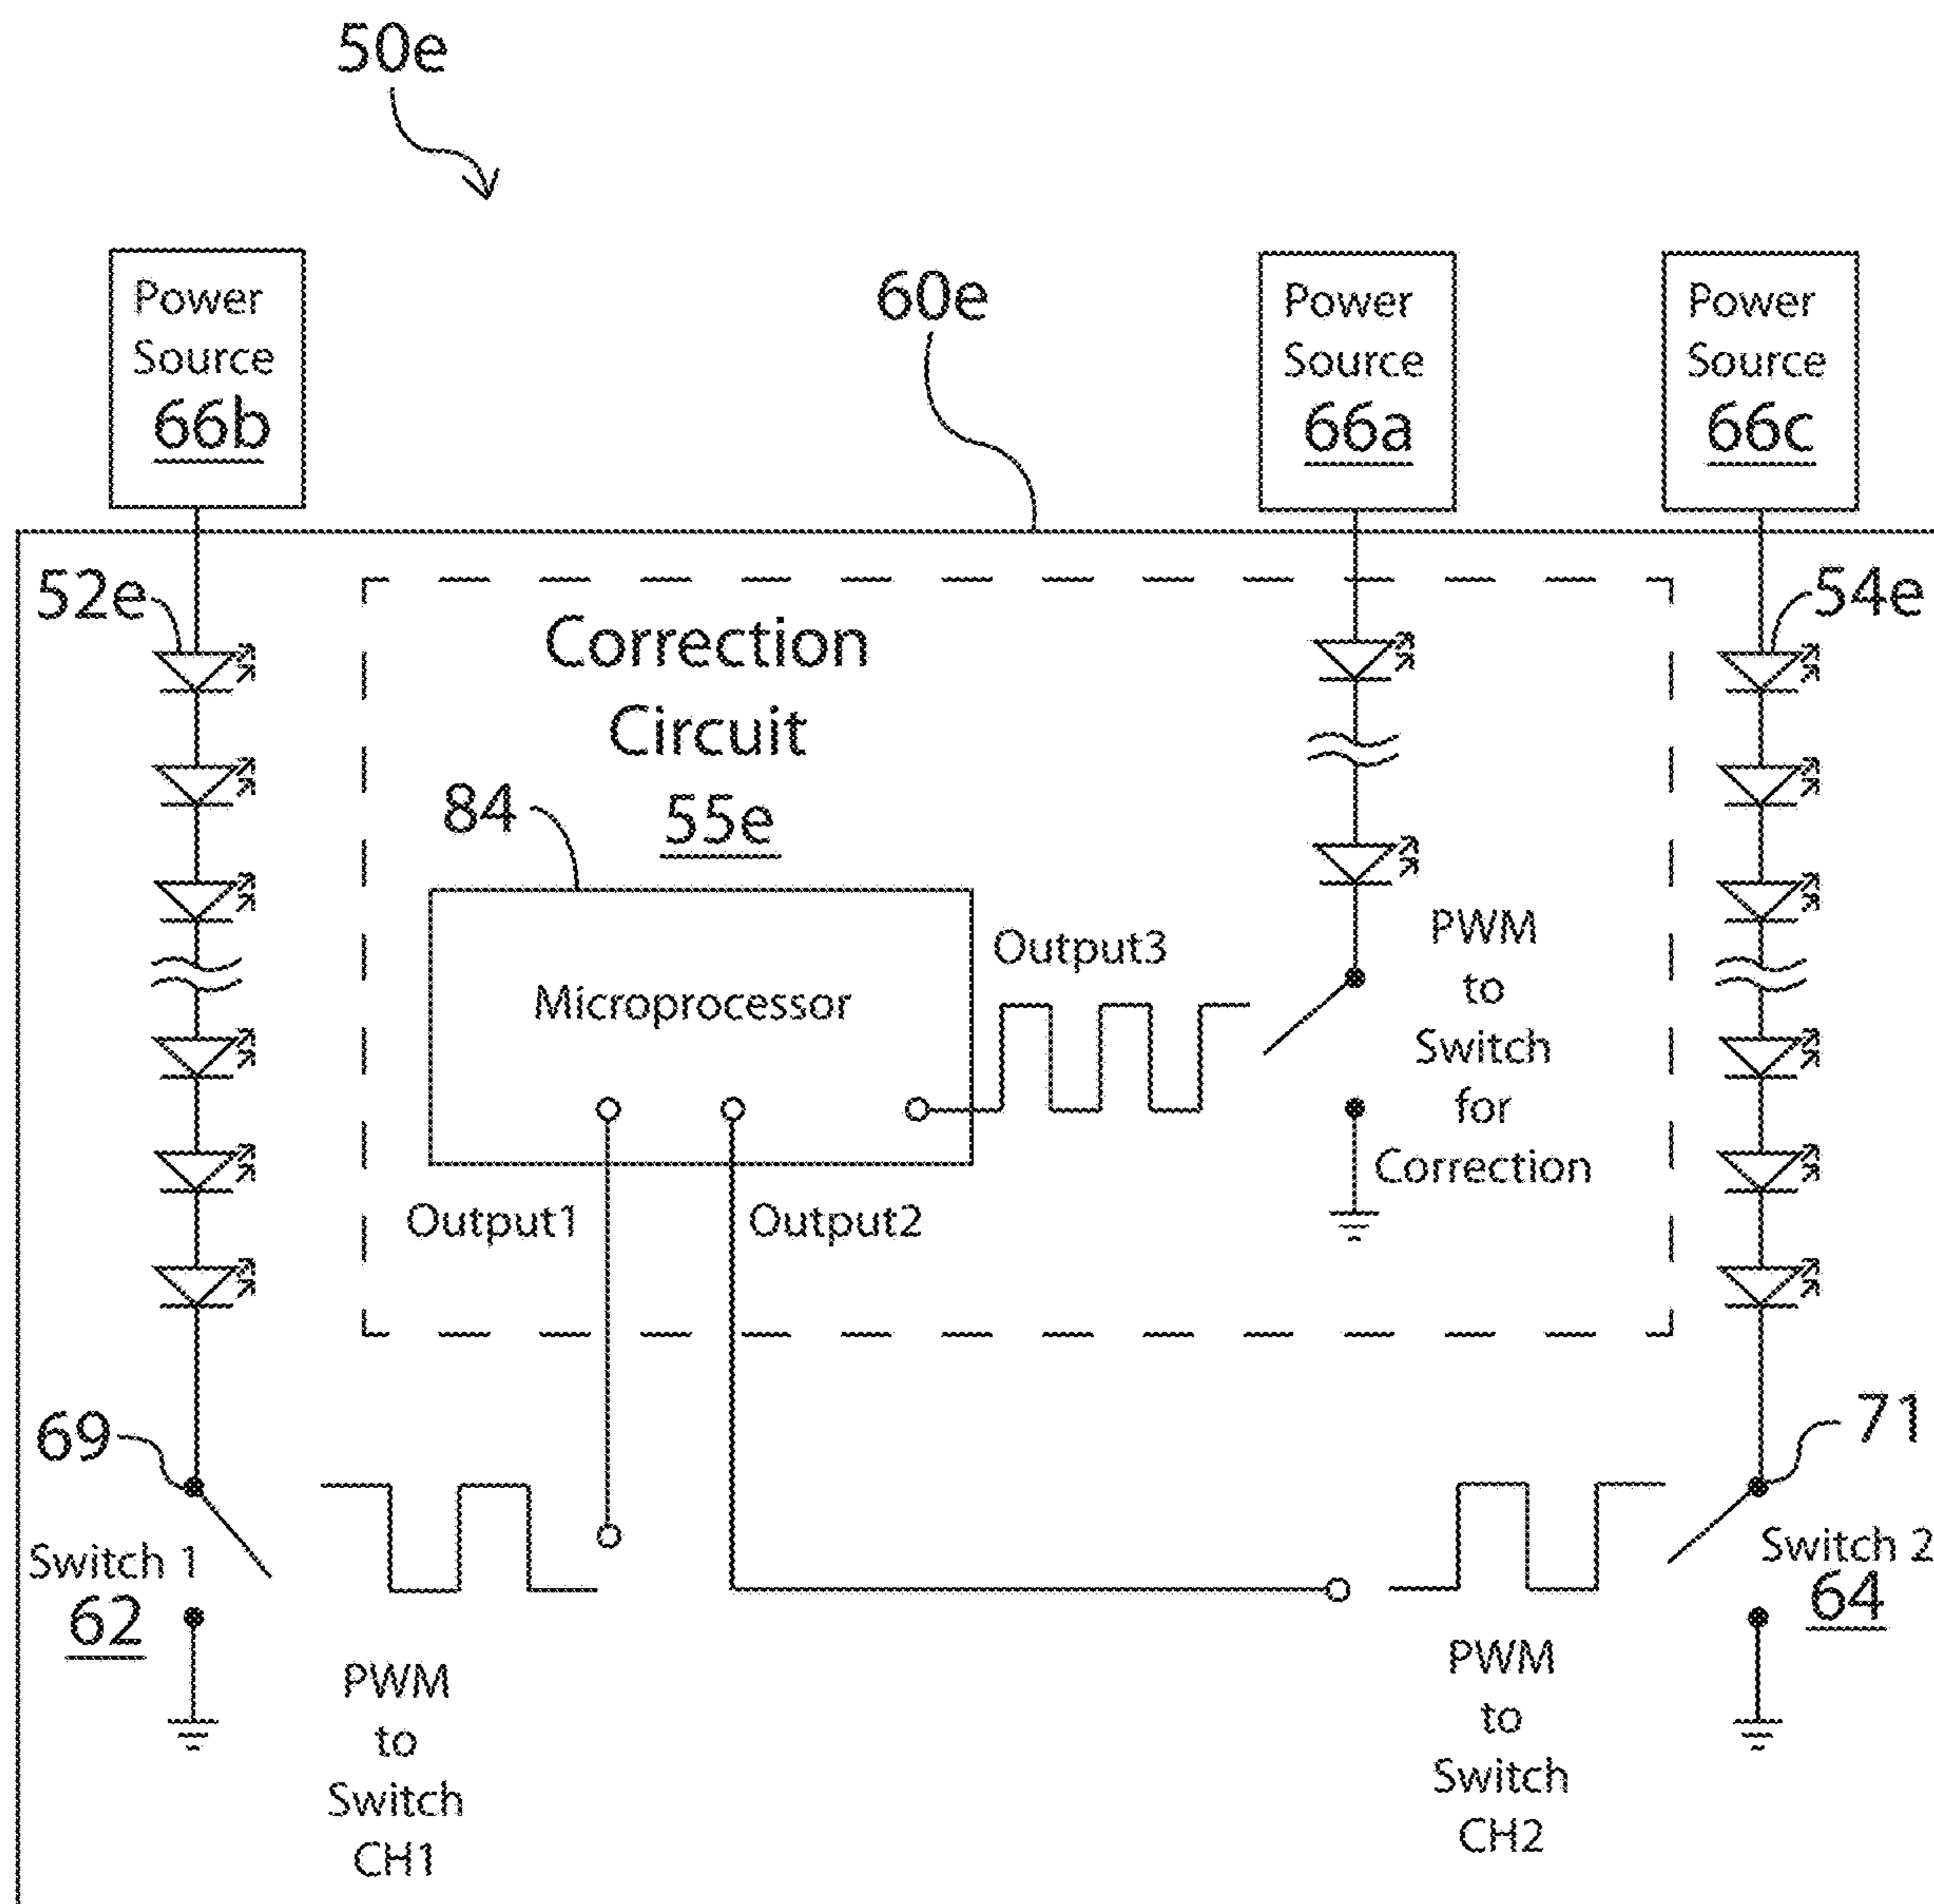 50e
Power
Source
66b
60e
Power
Source
66a
Power
Source
66c
52e
54e
Correction
Circuit
55e
84
Microprocessor
Output3
PWM
to
Switch
for
Correction
Output1
Output2
69
71
Switch 1
62
Switch 2
64
PWM
to
Switch
CH1
PWM
to
Switch
CH2